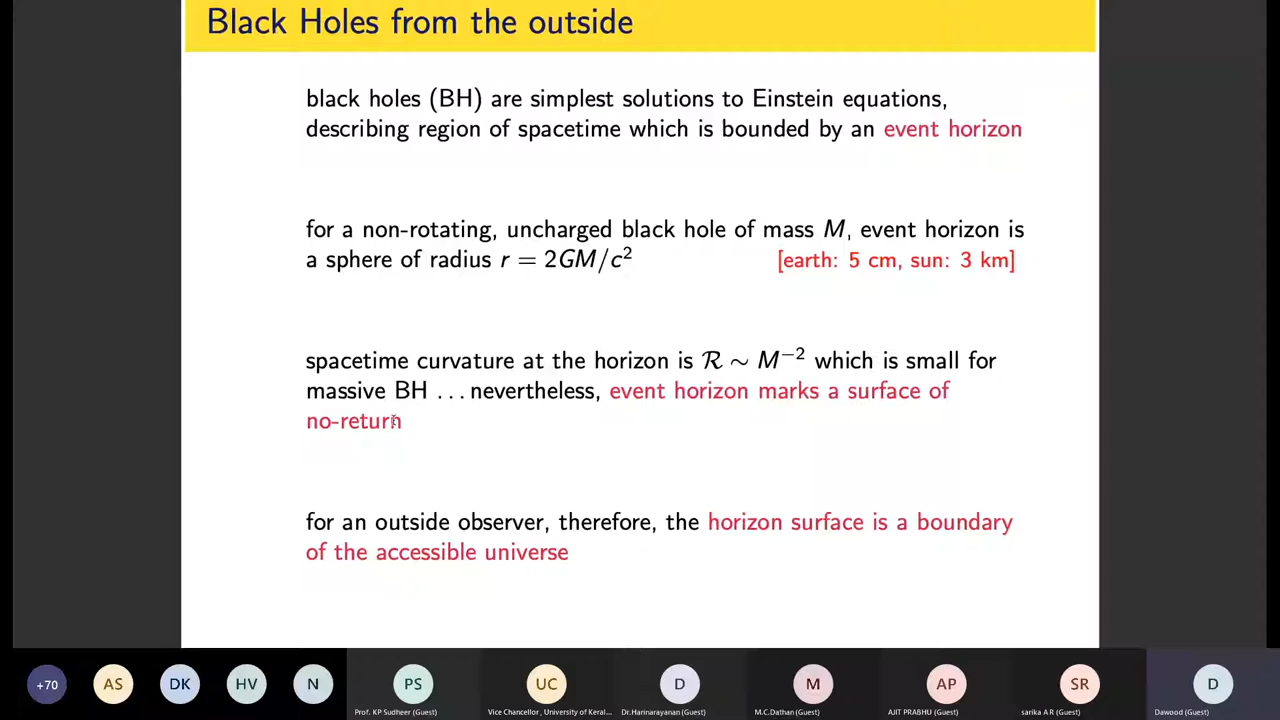 Black Holes from the outside
black holes (BH) are simplest solutions to Einstein equations,
describing region of spacetime which is bounded by an event horizon
for a non-rotating, uncharged black hole of mass M, event horizon is
a sphere of radius r = 2GM/c² [earth: 5 cm, sun: 3 km]
spacetime curvature at the horizon is ℛ ∼ M⁻² which is small for
massive BH ... nevertheless, event horizon marks a surface of
no-return
for an outside observer, therefore, the horizon surface is a boundary
of the accessible universe
+70 AS DK HV N PS UC D M AP SR D
Prof. KP Sudheer (Guest) Vice Chancellor , University of Keral... Dr.Harinarayanan (Guest) M.C.Dathan (Guest) AJIT PRABHU (Guest) sarika A R (Guest) Dawood (Guest)